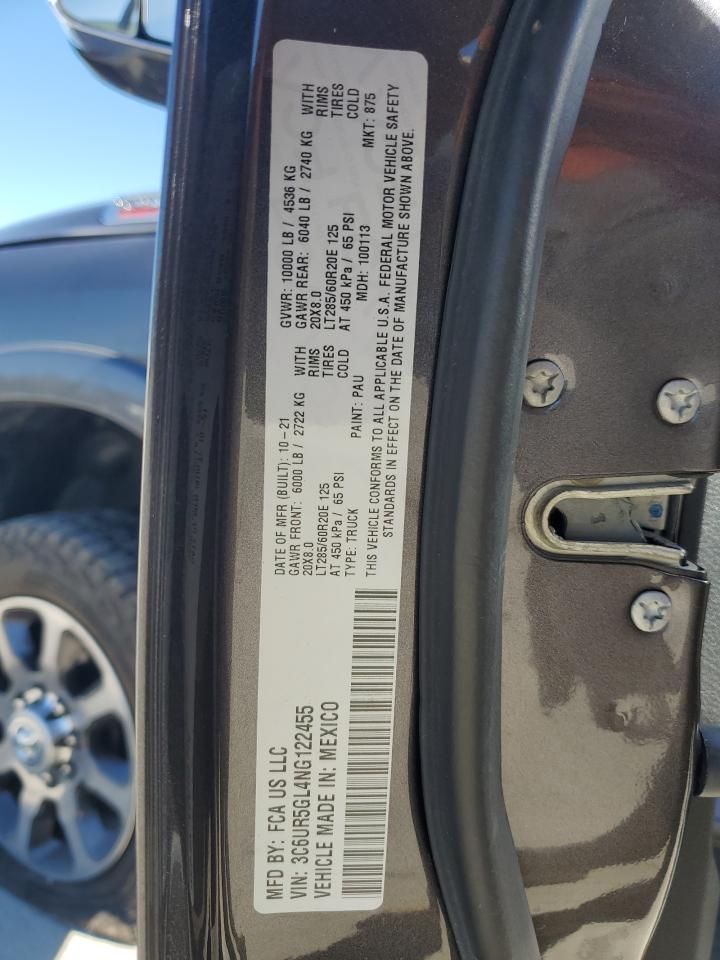 MFD BY: FCA US LLC
VIN: 3C6UR5GL4NG122455
VEHICLE MADE IN: MEXICO
DATE OF MFR (BUILT): 10-21
GVWR: 10000 LB / 4536 KG
GAWR FRONT: 6000 LB / 2722 KG WITH
GAWR REAR: 6040 LB / 2740 KG WITH
20X8.0 RIMS
20X8.0 RIMS
LT285/60R20E 125 TIRES
LT285/60R20E 125 TIRES
AT 450 kPa / 65 PSI COLD
AT 450 kPa / 65 PSI COLD
TYPE: TRUCK
PAINT: PAU
MDH: 100113
MKT: 875
THIS VEHICLE CONFORMS TO ALL APPLICABLE U.S.A. FEDERAL MOTOR VEHICLE SAFETY
STANDARDS IN EFFECT ON THE DATE OF MANUFACTURE SHOWN ABOVE.